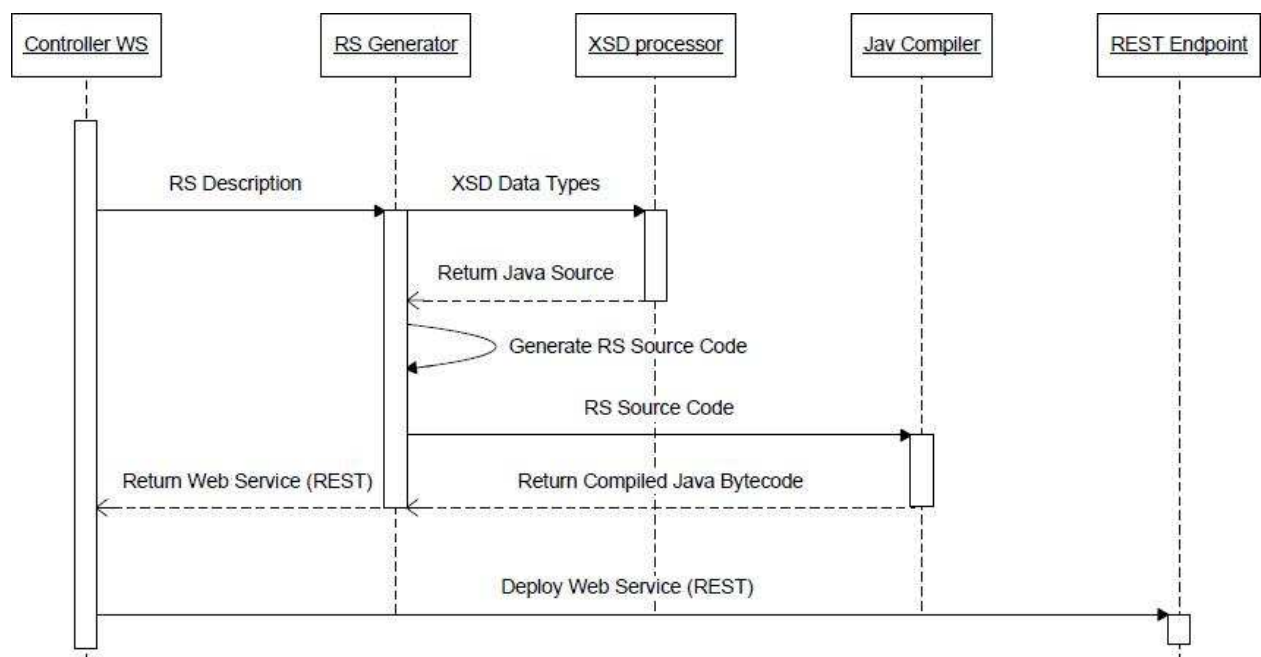 Controller WS
RS Generator
XSD processor
Jav Compiler
REST Endpoint
RS Description
XSD Data Types
Return Java Source
Generate RS Source Code
RS Source Code
Return Web Service (REST)
Return Compiled Java Bytecode
Deploy Web Service (REST)